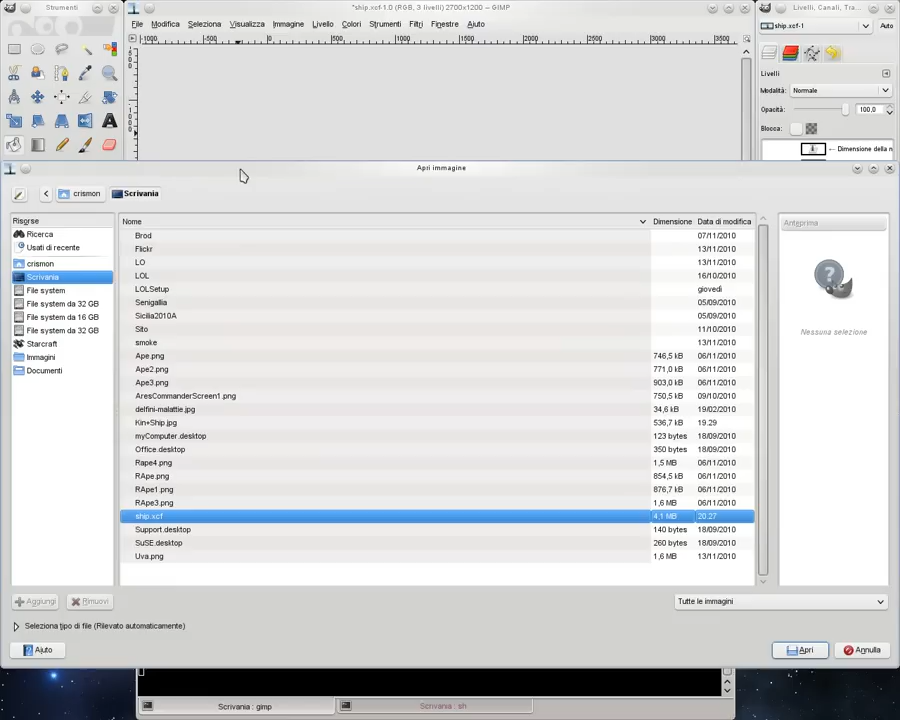 Strumenti
*ship.xcf-1.0 (RGB, 3 livelli) 2700x1200 – GIMP
Livelli, Canali, Tra...
File Modifica Seleziona Visualizza Immagine Livello Colori Strumenti Filtri Finestre Aiuto
ship.xcf-1 Auto
-1000 -500 0 500 1000 1500 2000 2500 3000 3500
Livelli
Modalità: Normale
Opacità: 100,0
Blocca:
Dimensione della n
Apri immagine
crismon Scrivania
Risorse
Ricerca
Usati di recente
crismon
Scrivania
File system
File system da 32 GB
File system da 16 GB
File system da 32 GB
Starcraft
Immagini
Documenti
Nome Dimensione Data di modifica
Brod 07/11/2010
Flickr 13/11/2010
LO 13/11/2010
LOL 16/10/2010
LOLSetup giovedì
Senigallia 05/09/2010
Sicilia2010A 05/09/2010
Sito 11/10/2010
smoke 13/11/2010
Ape.png 746,5 kB 06/11/2010
Ape2.png 771,0 kB 06/11/2010
Ape3.png 903,0 kB 06/11/2010
AresCommanderScreen1.png 750,5 kB 09/10/2010
delfini-malattie.jpg 34,6 kB 19/02/2010
Kin+Ship.jpg 536,7 kB 19.29
myComputer.desktop 123 bytes 18/09/2010
Office.desktop 350 bytes 18/09/2010
Rape4.png 1,5 MB 06/11/2010
RApe.png 854,5 kB 06/11/2010
RApe1.png 876,7 kB 06/11/2010
RApe3.png 1,6 MB 06/11/2010
ship.xcf 4,1 MB 20.27
Support.desktop 140 bytes 18/09/2010
SuSE.desktop 260 bytes 18/09/2010
Uva.png 1,6 MB 13/11/2010
Anteprima
Nessuna selezione
Aggiungi Rimuovi
Tutte le immagini
Seleziona tipo di file (Rilevato automaticamente)
Aiuto Apri Annulla
Scrivania : gimp Scrivania : sh